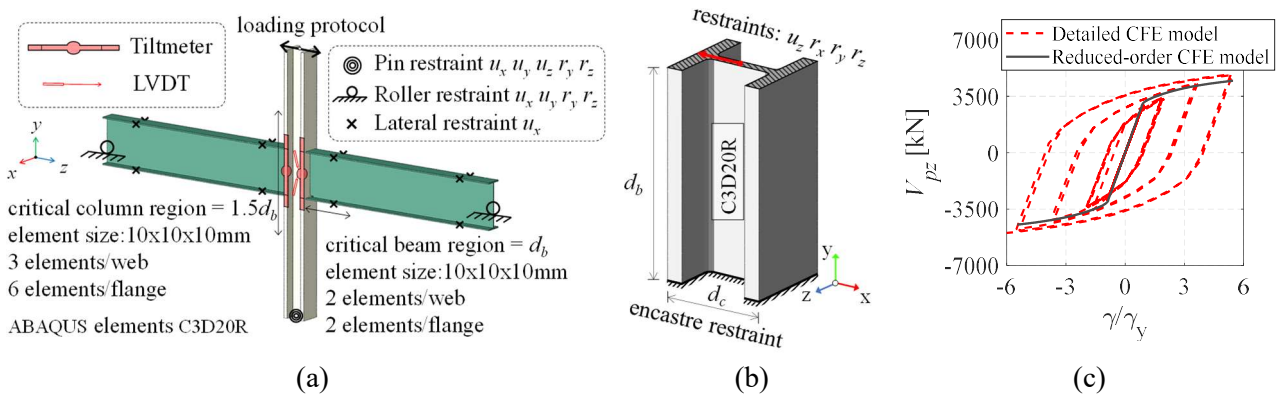 loading protocol
Tiltmeter
LVDT
Pin restraint u_x u_y u_z r_y r_z
Roller restraint u_x u_y r_y r_z
Lateral restraint u_x
y
x
z
critical column region = 1.5d_b
element size:10x10x10mm
3 elements/web
6 elements/flange
ABAQUS elements C3D20R
critical beam region = d_b
element size:10x10x10mm
2 elements/web
2 elements/flange
(a)
restraints: u_z r_x r_y r_z
d_b
C3D20R
d_c
encastre restraint
y
z
x
(b)
Detailed CFE model
Reduced-order CFE model
V_pz [kN]
7000
3500
0
-3500
-7000
-6 -3 0 3 6
γ/γ_y
(c)